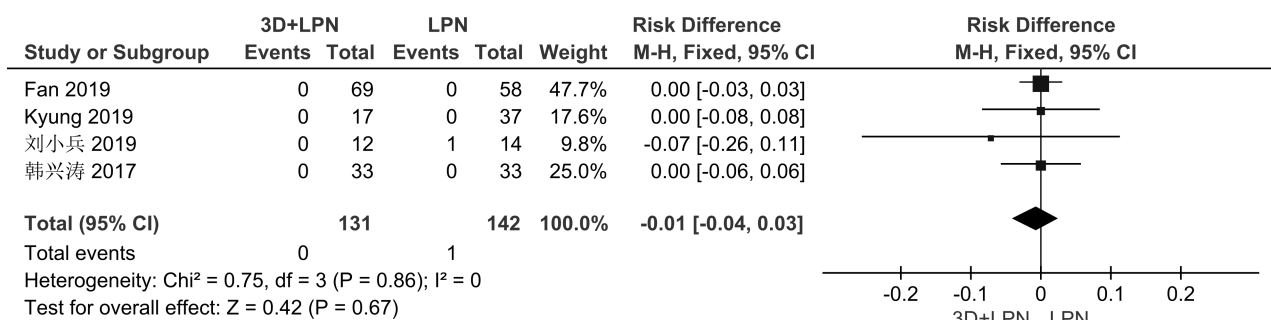 3D+LPN LPN Risk Difference Risk Difference
Study or Subgroup Events Total Events Total Weight M-H, Fixed, 95% CI M-H, Fixed, 95% CI
Fan 2019 0 69 0 58 47.7% 0.00 [-0.03, 0.03]
Kyung 2019 0 17 0 37 17.6% 0.00 [-0.08, 0.08]
刘小兵 2019 0 12 1 14 9.8% -0.07 [-0.26, 0.11]
韩兴涛 2017 0 33 0 33 25.0% 0.00 [-0.06, 0.06]
Total (95% CI) 131 142 100.0% -0.01 [-0.04, 0.03]
Total events 0 1
Heterogeneity: Chi² = 0.75, df = 3 (P = 0.86); I² = 0
Test for overall effect: Z = 0.42 (P = 0.67)
-0.2 -0.1 0 0.1 0.2
3D+LPN LPN